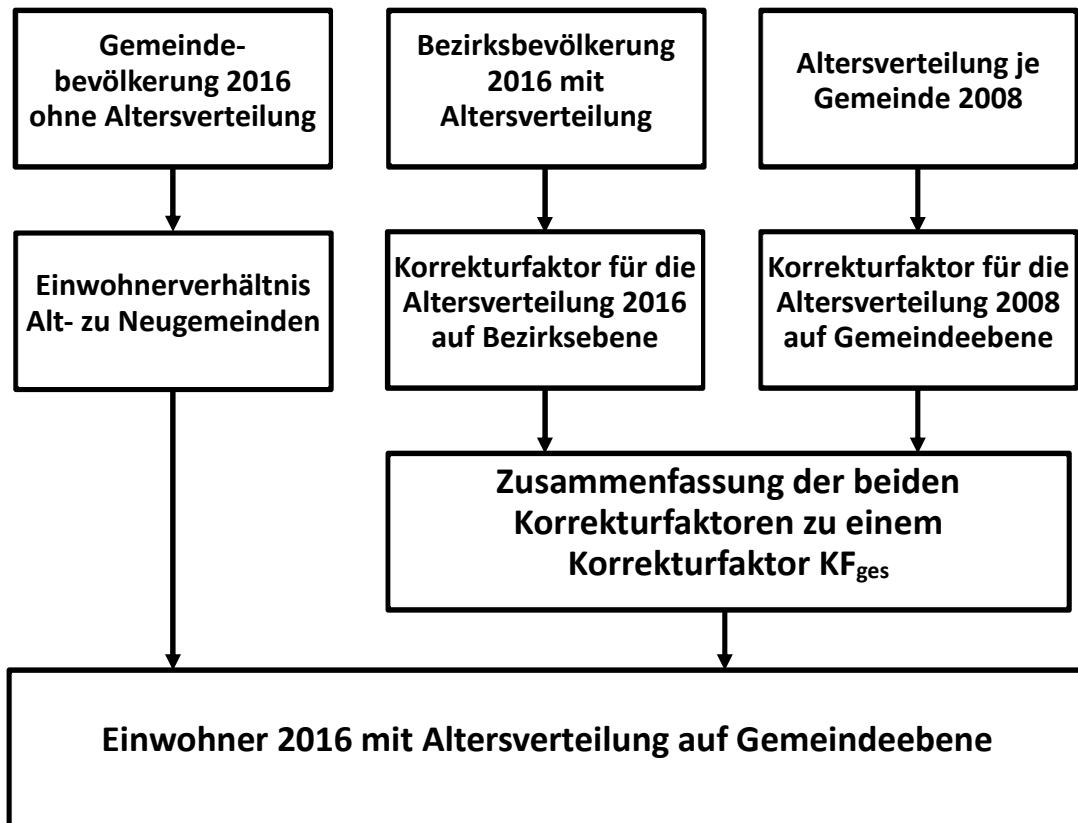 Gemeinde-
bevölkerung 2016
ohne Altersverteilung
Bezirksbevölkerung
2016 mit
Altersverteilung
Altersverteilung je
Gemeinde 2008
Einwohnerverhältnis
Alt- zu Neugemeinden
Korrekturfaktor für die
Altersverteilung 2016
auf Bezirksebene
Korrekturfaktor für die
Altersverteilung 2008
auf Gemeindeebene
Zusammenfassung der beiden
Korrekturfaktoren zu einem
Korrekturfaktor KFges
Einwohner 2016 mit Altersverteilung auf Gemeindeebene